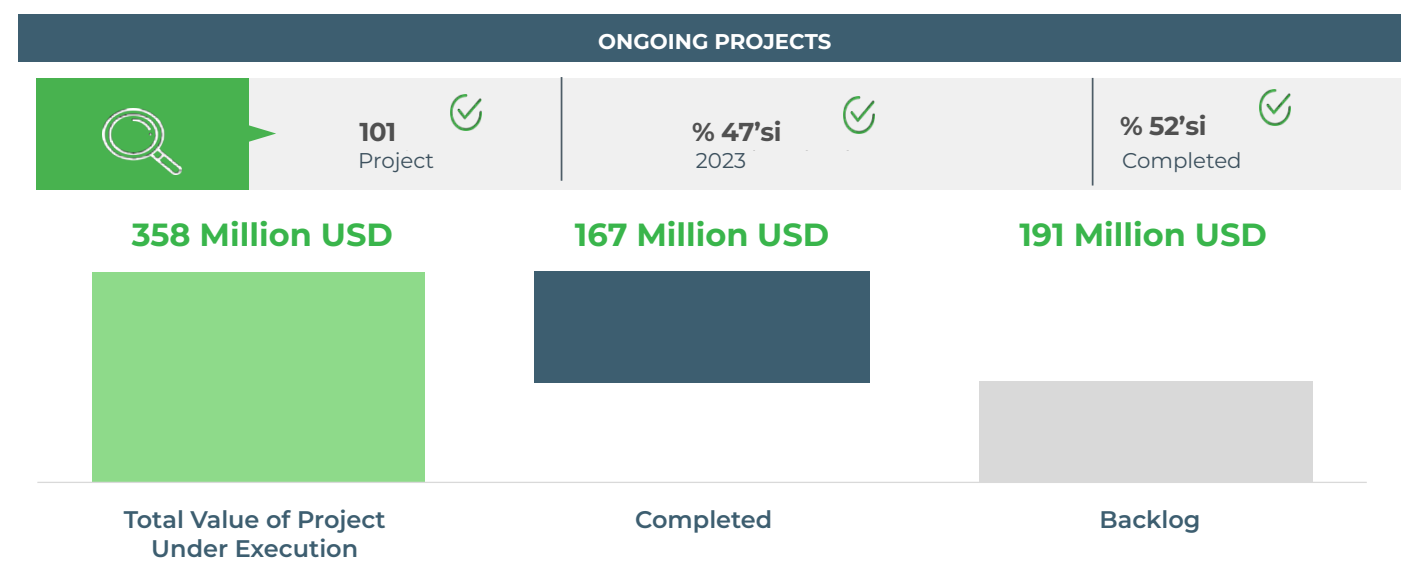 ONGOING PROJECTS
101
Project
% 47’si
2023
% 52’si
Completed
358 Million USD
167 Million USD
191 Million USD
Total Value of Project
Under Execution
Completed
Backlog